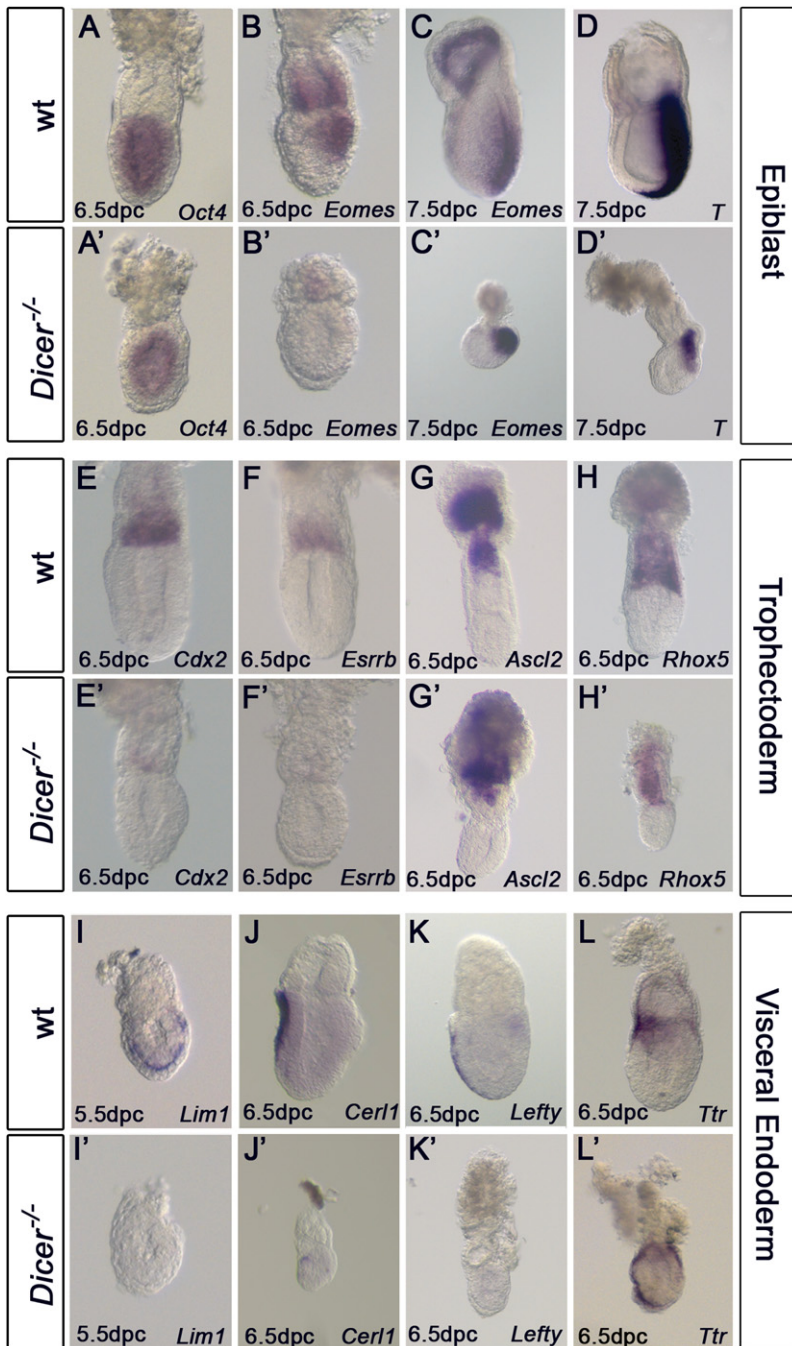 A B C D
wt
6.5dpc Oct4 6.5dpc Eomes 7.5dpc Eomes 7.5dpc T
Epiblast
A' B' C' D'
Dicer-/-
6.5dpc Oct4 6.5dpc Eomes 7.5dpc Eomes 7.5dpc T
E F G H
wt
6.5dpc Cdx2 6.5dpc Esrrb 6.5dpc Ascl2 6.5dpc Rhox5
Trophectoderm
E' F' G' H'
Dicer-/-
6.5dpc Cdx2 6.5dpc Esrrb 6.5dpc Ascl2 6.5dpc Rhox5
I J K L
wt
5.5dpc Lim1 6.5dpc Cerl1 6.5dpc Lefty 6.5dpc Ttr
Visceral Endoderm
I' J' K' L'
Dicer-/-
5.5dpc Lim1 6.5dpc Cerl1 6.5dpc Lefty 6.5dpc Ttr